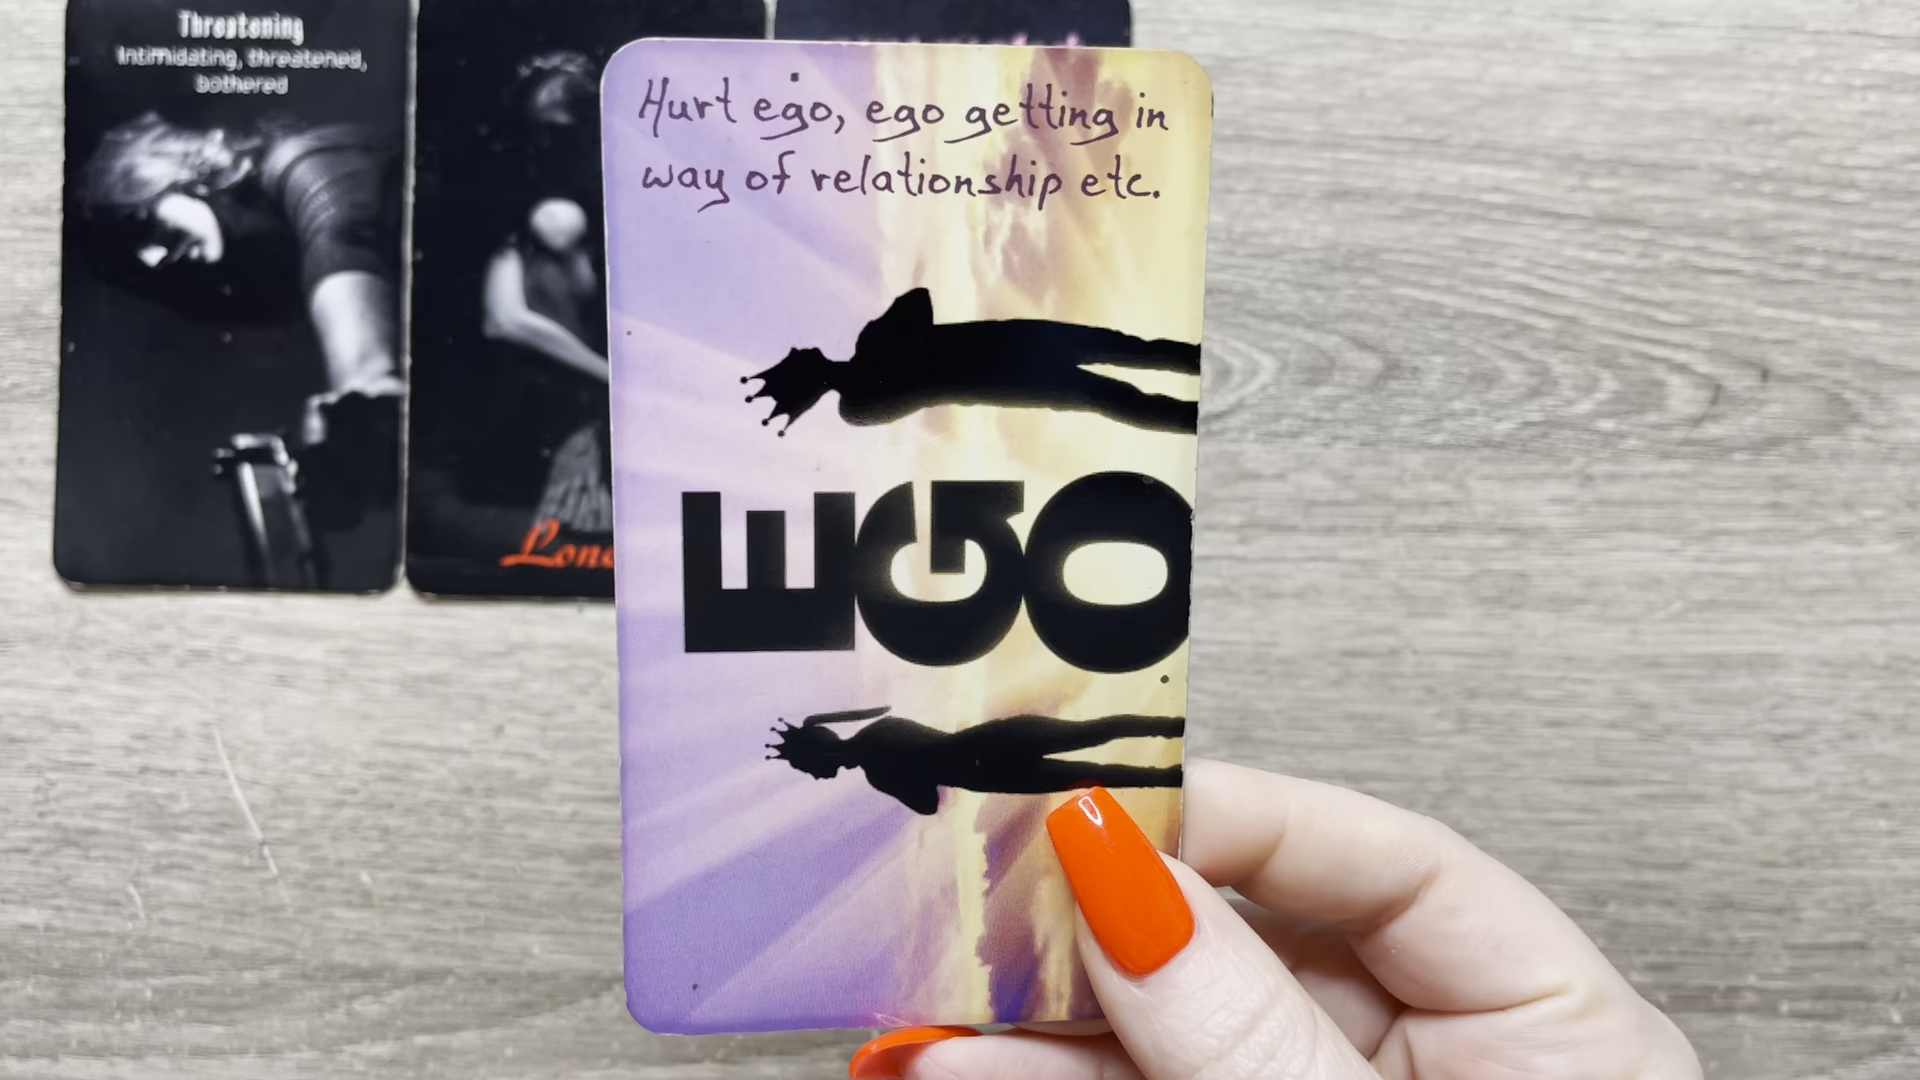 Threatening
Intimidating, threatened,
bothered
Hurt ego, ego getting in
way of relationship etc.
EGO